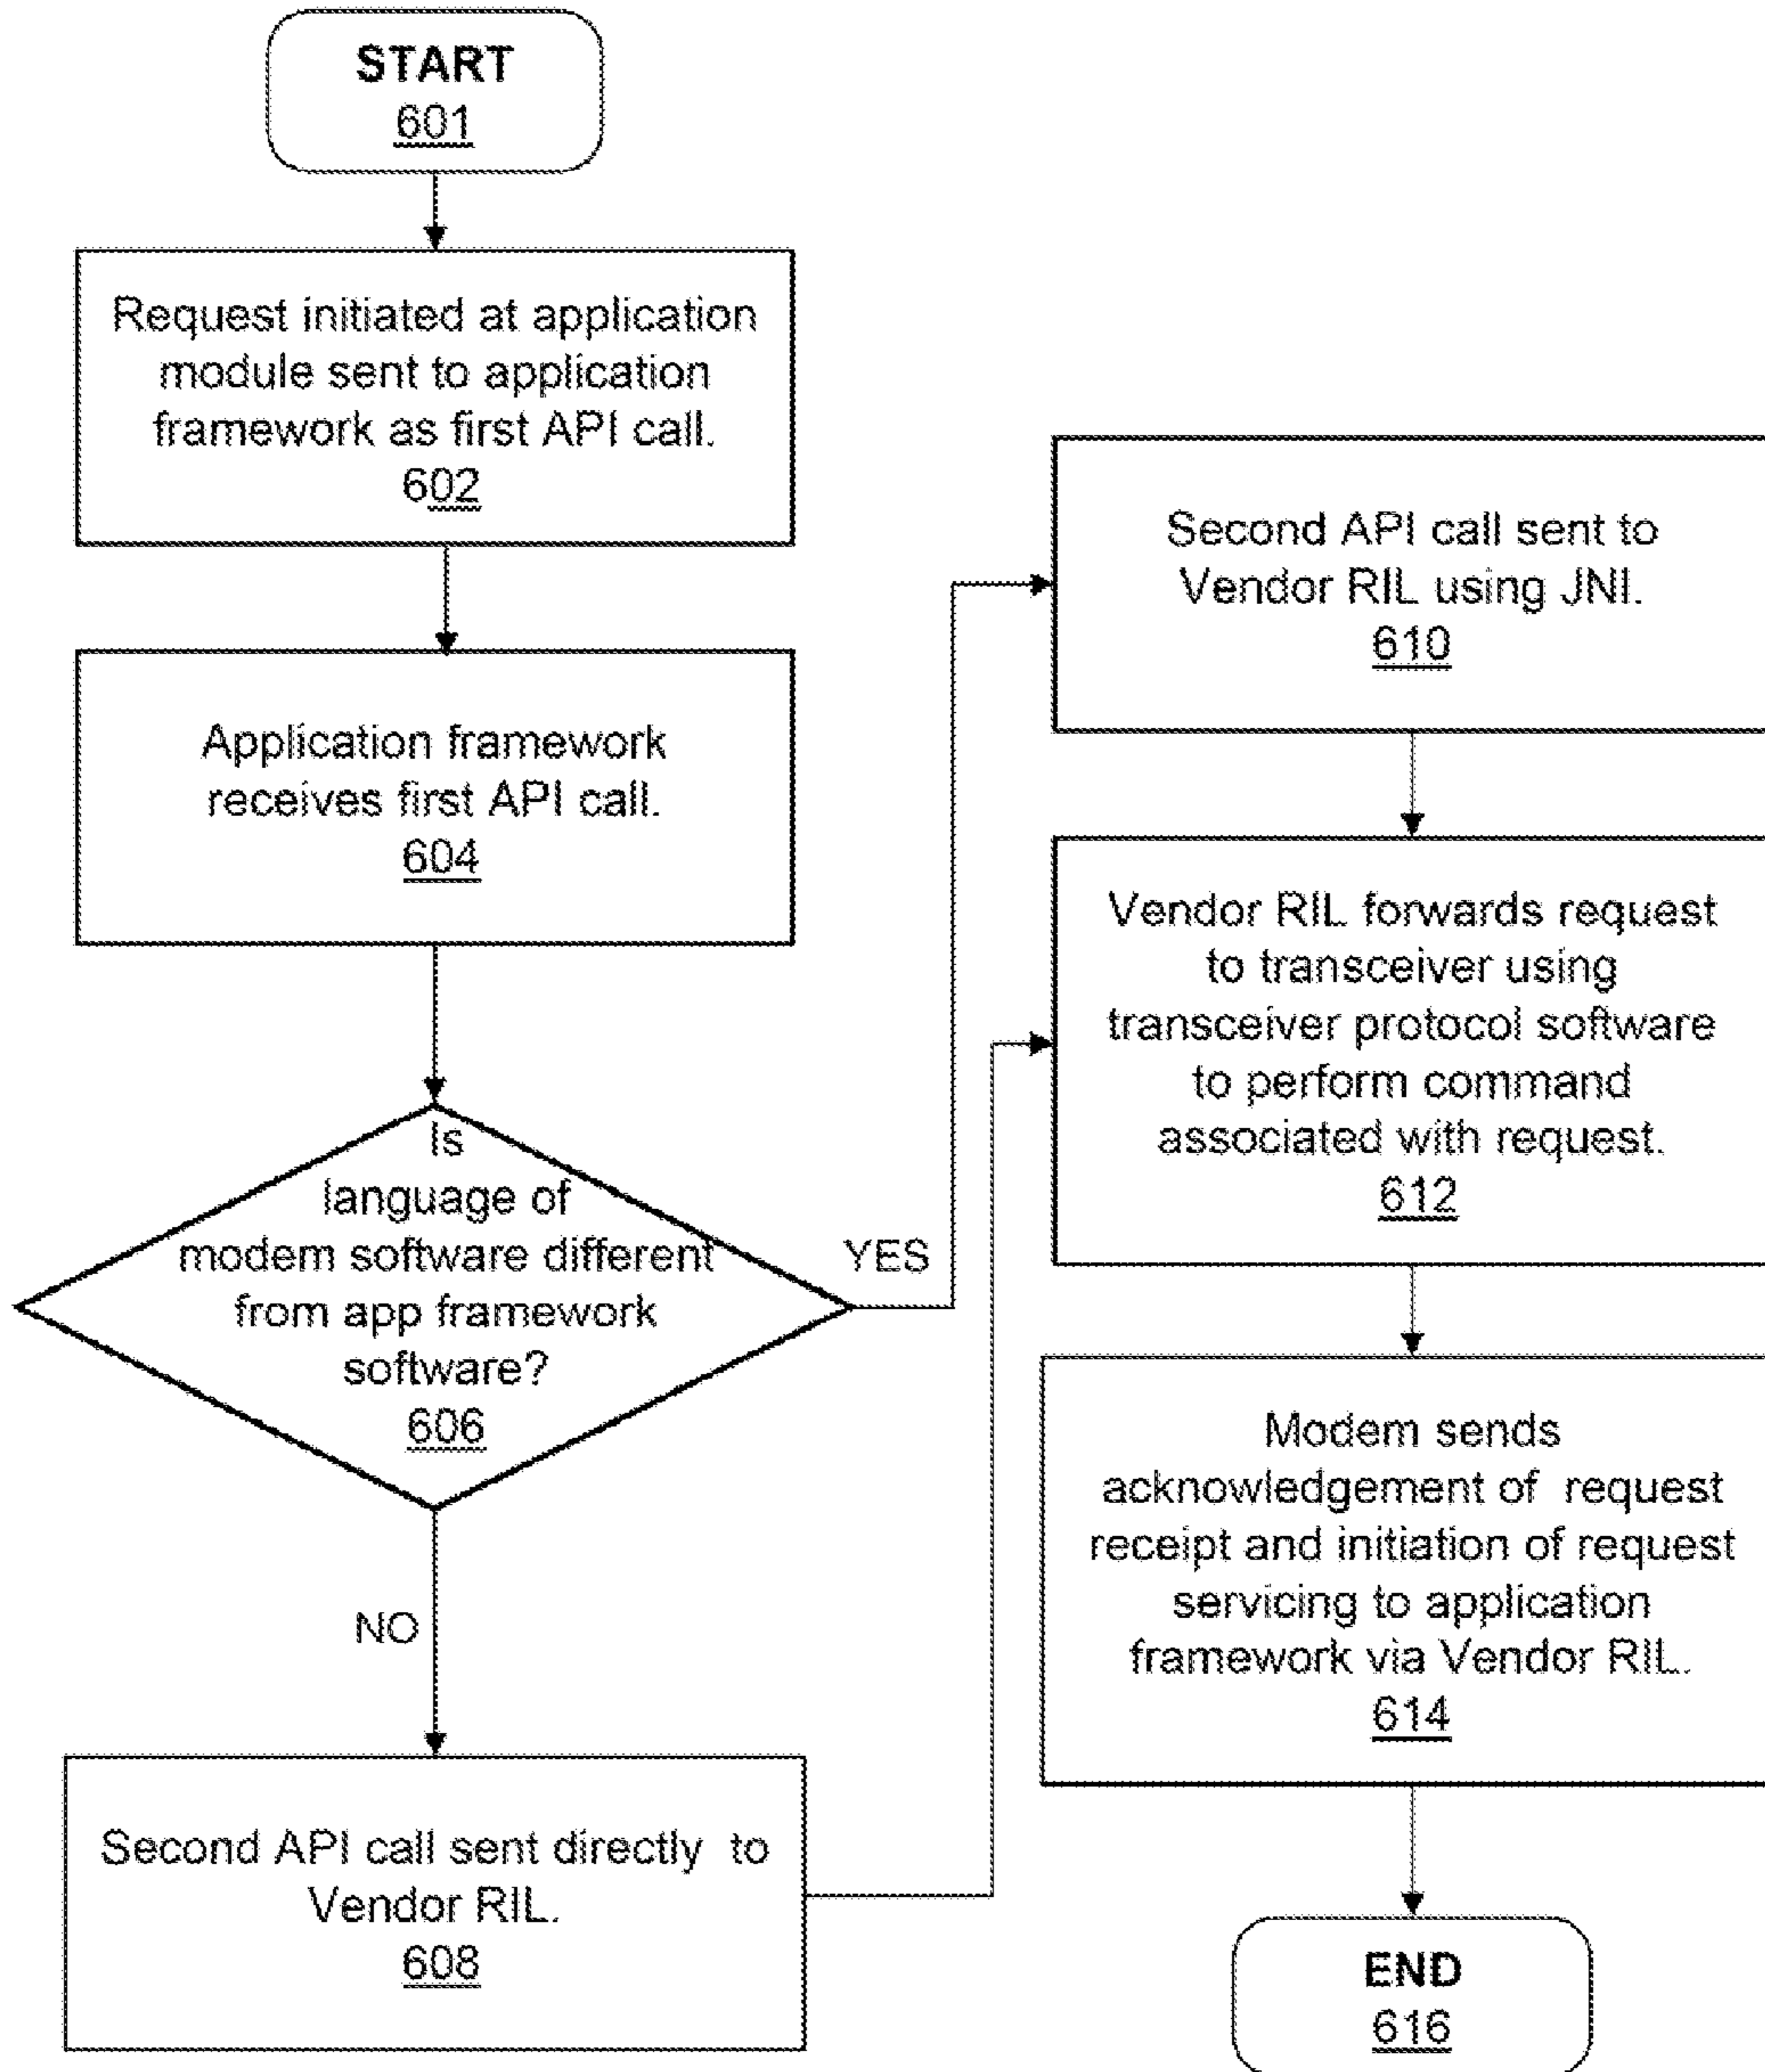 START
601
Request initiated at application
module sent to application
framework as first API call.
602
Application framework
receives first API call.
604
Is
language of
modem software different
from app framework
software?
606
YES
NO
Second API call sent directly to
Vendor RIL.
608
Second API call sent to
Vendor RIL using JNI.
610
Vendor RIL forwards request
to transceiver using
transceiver protocol software
to perform command
associated with request.
612
Modem sends
acknowledgement of request
receipt and initiation of request
servicing to application
framework via Vendor RIL.
614
END
616